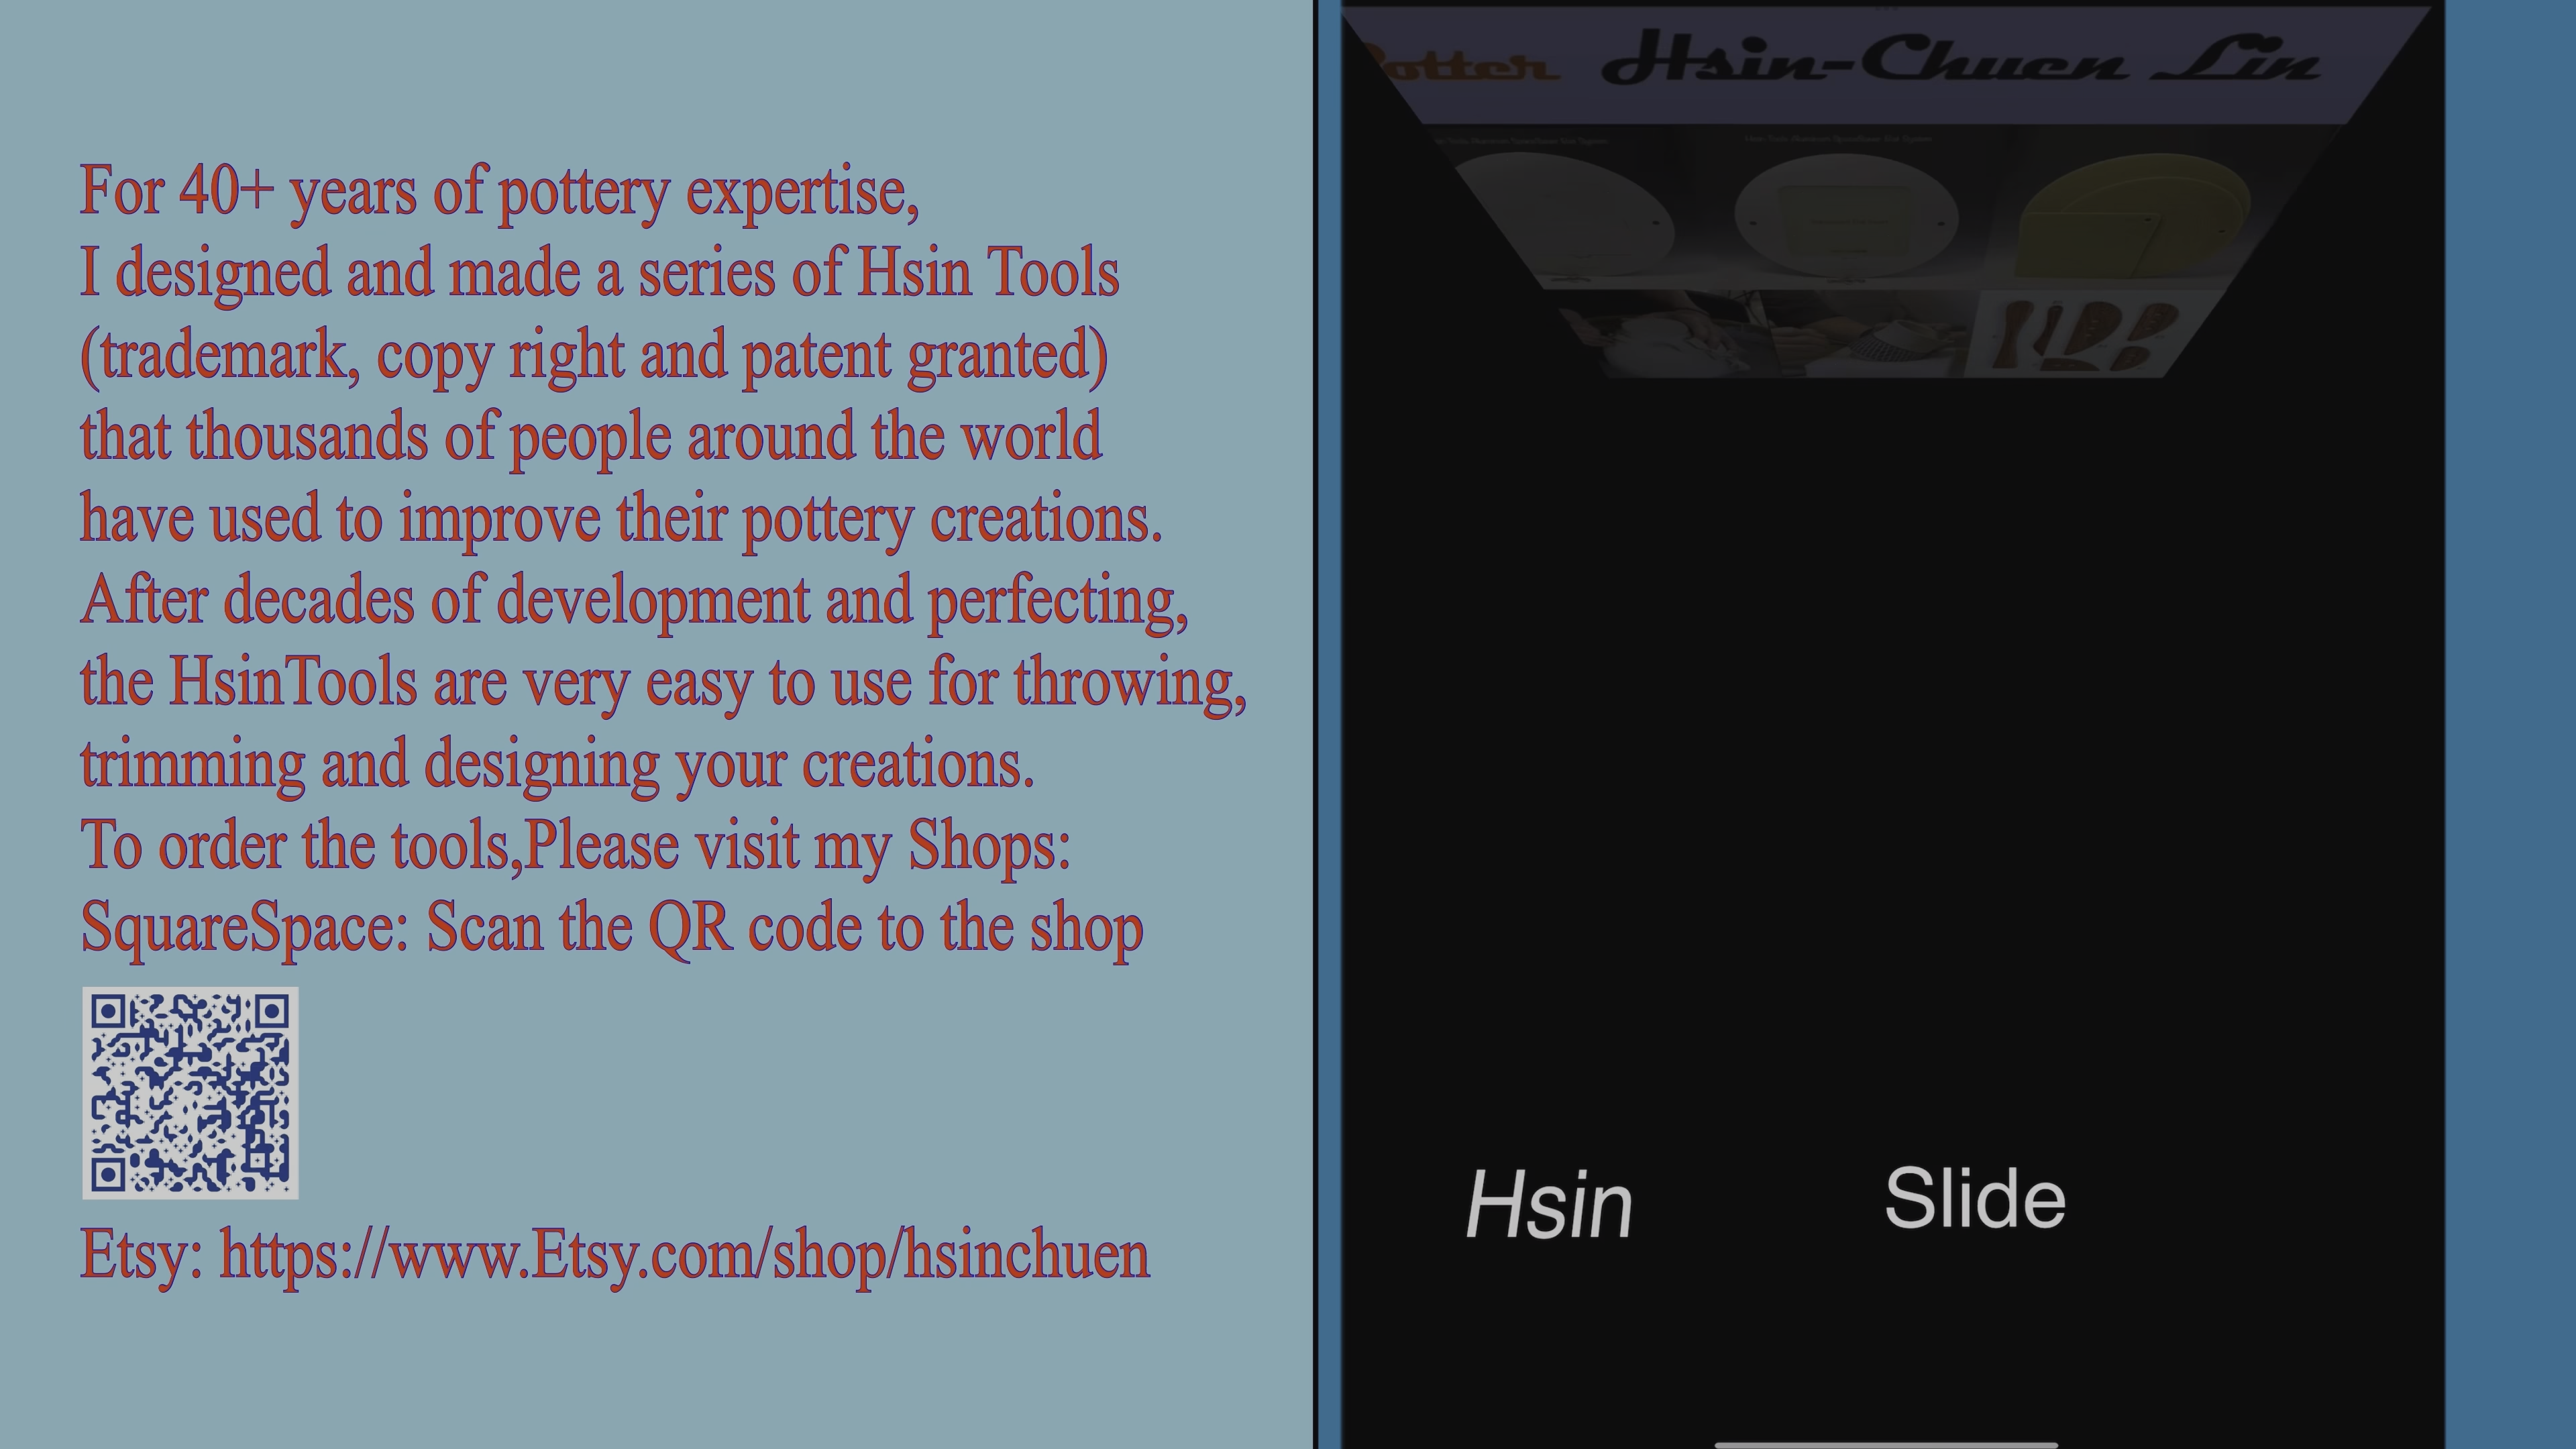 For 40+ years of pottery expertise,
I designed and made a series of Hsin Tools
(trademark, copy right and patent granted)
that thousands of people around the world
have used to improve their pottery creations.
After decades of development and perfecting,
the HsinTools are very easy to use for throwing,
trimming and designing your creations.
To order the tools,Please visit my Shops:
SquareSpace: Scan the QR code to the shop
Etsy: https://www.Etsy.com/shop/hsinchuen
Potter Hsin-Chuen Lin
Hsin Slide